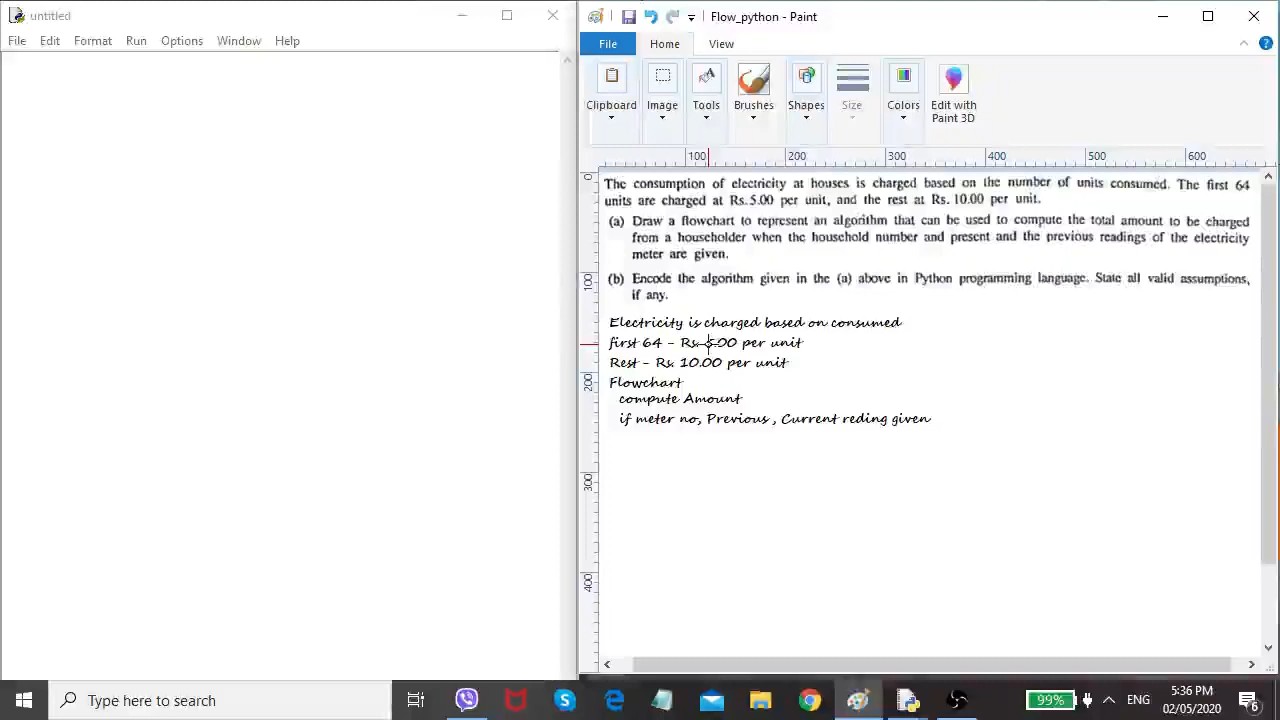 untitled
File Edit Format Run Options Window Help
Flow_python - Paint
File Home View
Clipboard Image Tools Brushes Shapes Size Colors Edit with Paint 3D
100 200 300 400 500 600
0 100 200 300 400
The consumption of electricity at houses is charged based on the number of units consumed. The first 64
units are charged at Rs. 5.00 per unit, and the rest at Rs. 10.00 per unit.
(a) Draw a flowchart to represent an algorithm that can be used to compute the total amount to be charged
from a householder when the household number and present and the previous readings of the electricity
meter are given.
(b) Encode the algorithm given in the (a) above in Python programming language. State all valid assumptions,
if any.
Electricity is charged based on consumed
first 64 - Rs. 5.00 per unit
Rest - Rs. 10.00 per unit
Flowchart
compute Amount
if meter no, Previous , Current reding given
Type here to search
99% ENG 5:36 PM
02/05/2020 6